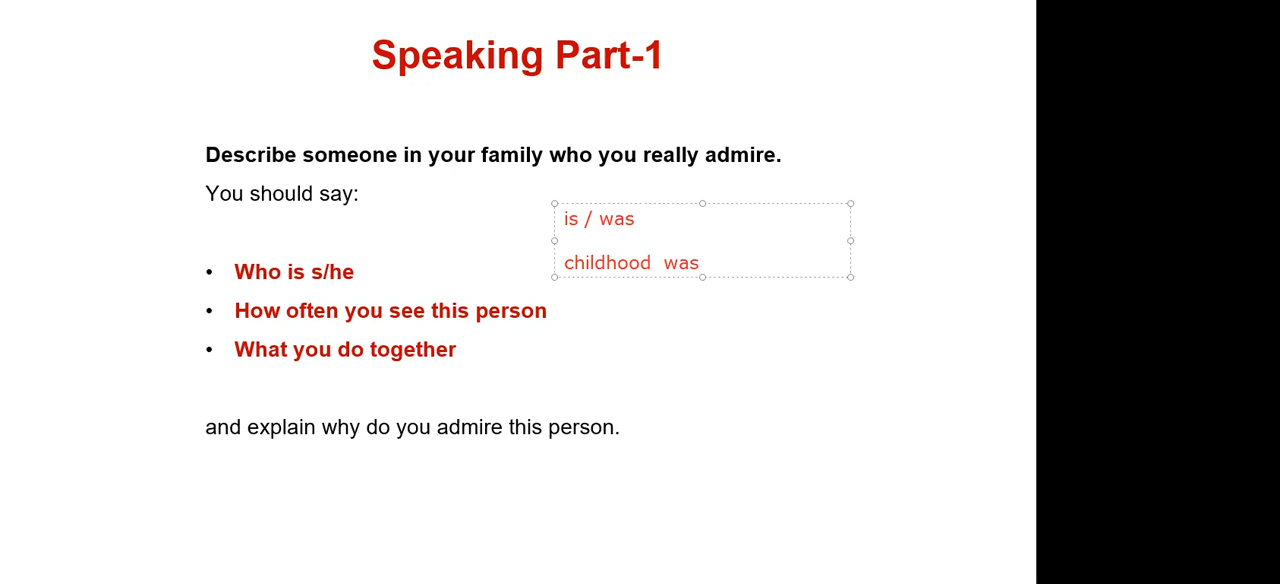 Speaking Part-1
Describe someone in your family who you really admire.
You should say:
is / was
childhood was
• Who is s/he
• How often you see this person
• What you do together
and explain why do you admire this person.